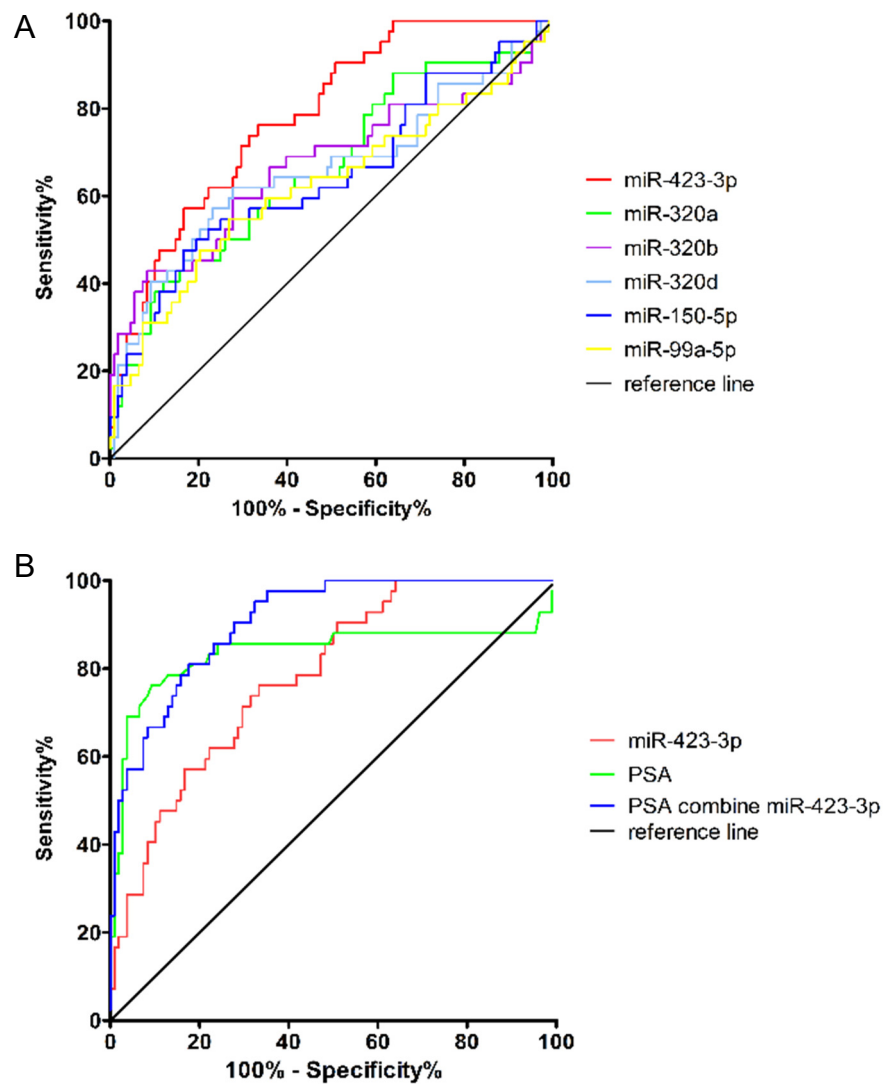 A
100
80
60
40
20
0
Sensitivity%
0 20 40 60 80 100
100% - Specificity%
miR-423-3p
miR-320a
miR-320b
miR-320d
miR-150-5p
miR-99a-5p
reference line
B
100
80
60
40
20
0
Sensitivity%
0 20 40 60 80 100
100% - Specificity%
miR-423-3p
PSA
PSA combine miR-423-3p
reference line